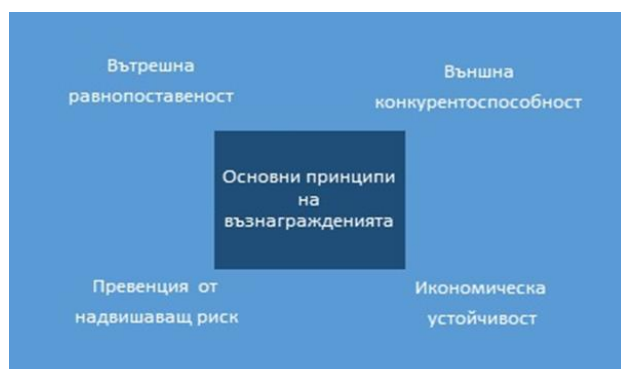 Вътрешна
равнопоставеност
Външна
конкурентоспособност
Основни принципи
на
възнагражденията
Превенция от
надвишаващ риск
Икономическа
устойчивост